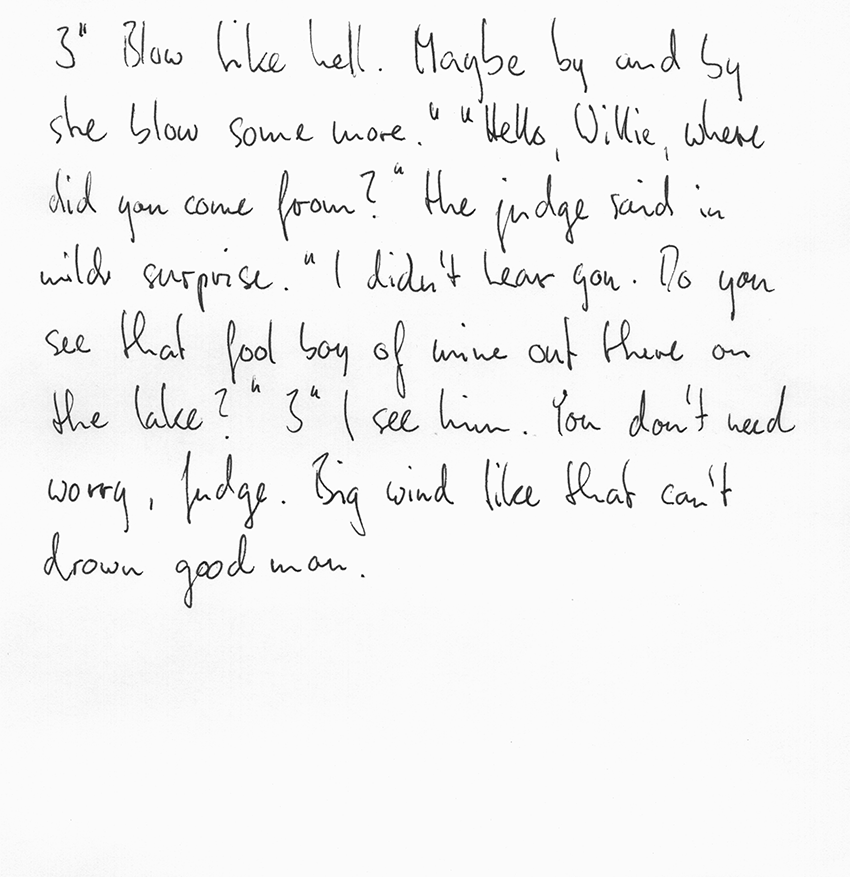 3" Blow like hell. Maybe by and by
she blow some more." "Hello, Willie, where
did you come from?" the judge said in
mild surprise. "I didn't hear you. Do you
see that fool boy of mine out there on
the lake?" 3" I see him. You don't need
worry, Judge. Big wind like that can't
drown good man.